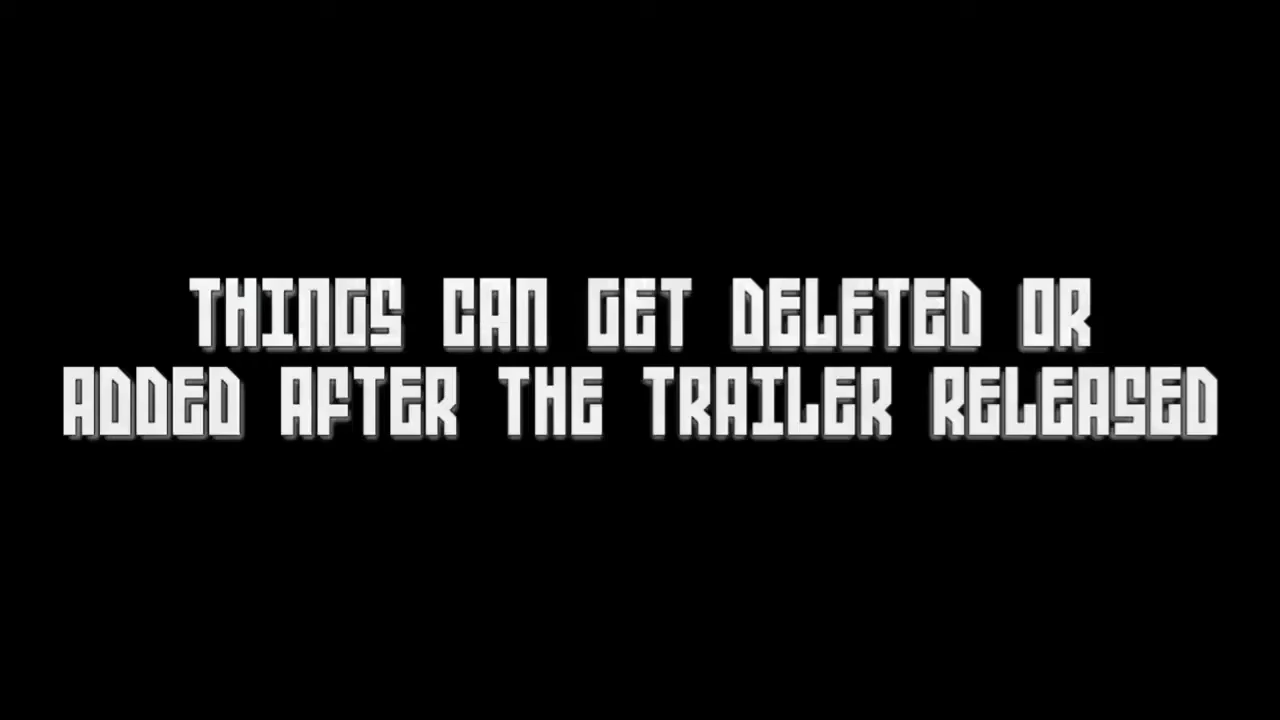 THINGS CAN GET DELETED OR
ADDED AFTER THE TRAILER RELEASED